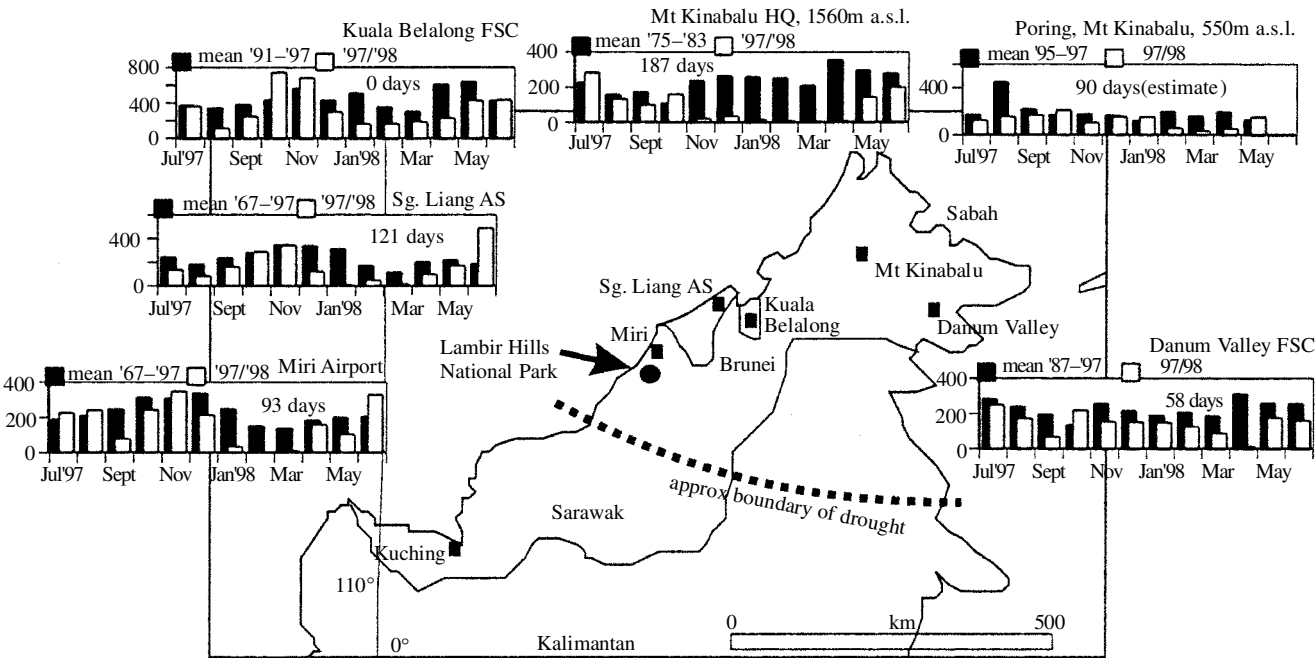 Kuala Belalong FSC
mean '91–'97 '97/'98
800
400
0
0 days
Jul'97 Sept Nov Jan'98 Mar May
Mt Kinabalu HQ, 1560m a.s.l.
mean '75–'83 '97/'98
400
200
0
187 days
Jul'97 Sept Nov Jan'98 Mar May
Poring, Mt Kinabalu, 550m a.s.l.
mean '95–'97 97/'98
400
0
90 days(estimate)
Jul'97 Sept Nov Jan'98 Mar May
mean '67–'97 '97/'98 Sg. Liang AS
400
0
121 days
Jul'97 Sept Nov Jan'98 Mar May
Miri Airport
mean '67–'97 '97/'98
400
200
0
93 days
Jul'97 Sept Nov Jan'98 Mar May
Sabah
Mt Kinabalu
Sg. Liang AS
Kuala
Belalong
Danum Valley
Miri
Brunei
Lambir Hills
National Park
Danum Valley FSC
mean '87–'97 97/'98
400
200
0
58 days
Jul'97 Sept Nov Jan'98 Mar May
approx boundary of drought
Sarawak
Kuching
110°
0°
Kalimantan
0 km 500